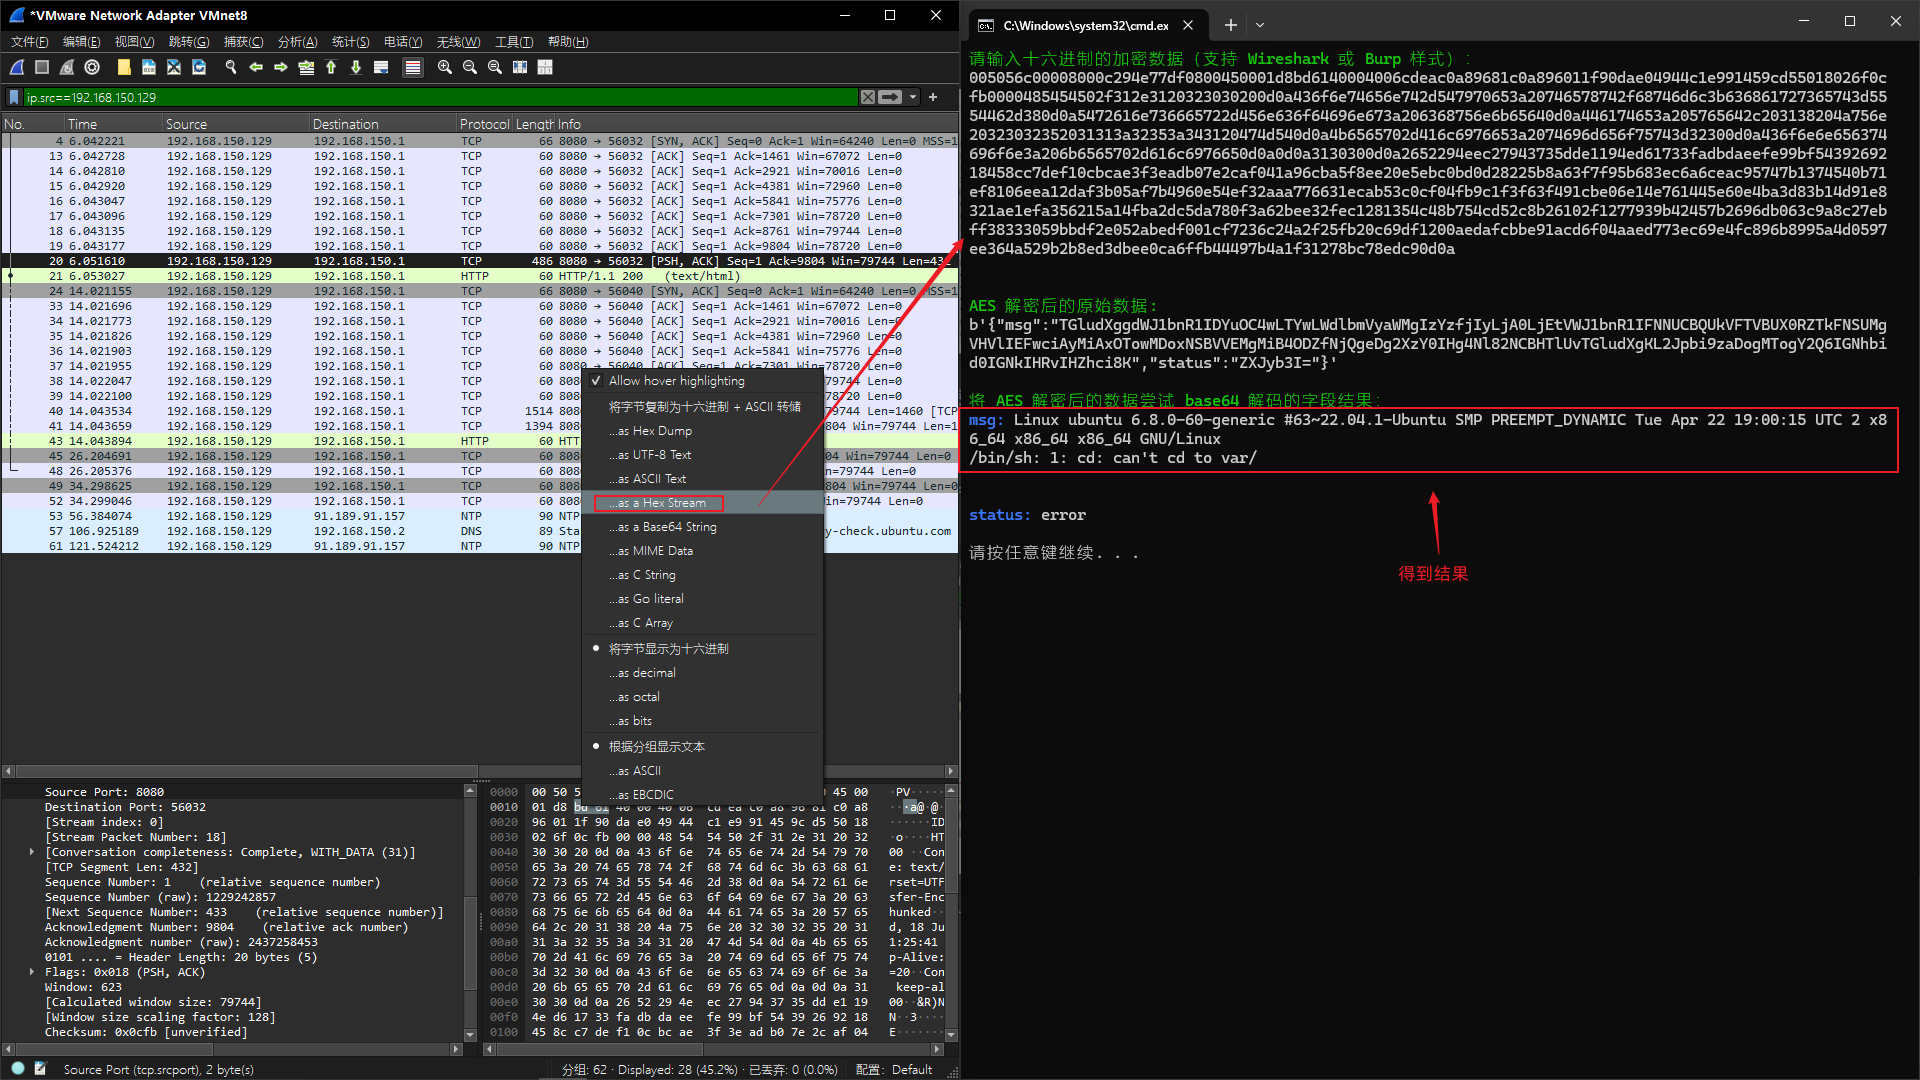 *VMware Network Adapter VMnet8
文件(F) 编辑(E) 视图(V) 跳转(G) 捕获(C) 分析(A) 统计(S) 电话(Y) 无线(W) 工具(T) 帮助(H)
ip.src==192.168.150.129
No. Time Source Destination Protocol Length Info
4 6.042221 192.168.150.129 192.168.150.1 TCP 66 8080 → 56032 [SYN, ACK] Seq=0 Ack=1 Win=64240 Len=0 MSS=1
13 6.042728 192.168.150.129 192.168.150.1 TCP 60 8080 → 56032 [ACK] Seq=1 Ack=1461 Win=67072 Len=0
14 6.042810 192.168.150.129 192.168.150.1 TCP 60 8080 → 56032 [ACK] Seq=1 Ack=2921 Win=70016 Len=0
15 6.042920 192.168.150.129 192.168.150.1 TCP 60 8080 → 56032 [ACK] Seq=1 Ack=4381 Win=72960 Len=0
16 6.043047 192.168.150.129 192.168.150.1 TCP 60 8080 → 56032 [ACK] Seq=1 Ack=5841 Win=75776 Len=0
17 6.043096 192.168.150.129 192.168.150.1 TCP 60 8080 → 56032 [ACK] Seq=1 Ack=7301 Win=78720 Len=0
18 6.043135 192.168.150.129 192.168.150.1 TCP 60 8080 → 56032 [ACK] Seq=1 Ack=8761 Win=79744 Len=0
19 6.043177 192.168.150.129 192.168.150.1 TCP 60 8080 → 56032 [ACK] Seq=1 Ack=9804 Win=78720 Len=0
20 6.051610 192.168.150.129 192.168.150.1 TCP 486 8080 → 56032 [PSH, ACK] Seq=1 Ack=9804 Win=79744 Len=432
21 6.053027 192.168.150.129 192.168.150.1 HTTP 60 HTTP/1.1 200 (text/html)
24 14.021155 192.168.150.129 192.168.150.1 TCP 66 8080 → 56040 [SYN, ACK] Seq=0 Ack=1 Win=64240 Len=0 MSS=1
33 14.021696 192.168.150.129 192.168.150.1 TCP 60 8080 → 56040 [ACK] Seq=1 Ack=1461 Win=67072 Len=0
34 14.021773 192.168.150.129 192.168.150.1 TCP 60 8080 → 56040 [ACK] Seq=1 Ack=2921 Win=70016 Len=0
35 14.021826 192.168.150.129 192.168.150.1 TCP 60 8080 → 56040 [ACK] Seq=1 Ack=4381 Win=72960 Len=0
36 14.021903 192.168.150.129 192.168.150.1 TCP 60 8080 → 56040 [ACK] Seq=1 Ack=5841 Win=75776 Len=0
37 14.021955 192.168.150.129 192.168.150.1 TCP 60 8080 → 56040 [ACK] Seq=1 Ack=7301 Win=78720 Len=0
38 14.022047 192.168.150.129 192.168.150.1 TCP 60 8080 79744 Len=0
39 14.022100 192.168.150.129 192.168.150.1 TCP 60 8080 78720 Len=0
40 14.043534 192.168.150.129 192.168.150.1 TCP 1514 8080 79744 Len=1460 [TCP
41 14.043659 192.168.150.129 192.168.150.1 TCP 1394 8080 804 Win=79744 Len=1
43 14.043894 192.168.150.129 192.168.150.1 HTTP 60 HTT
45 26.204691 192.168.150.129 192.168.150.1 TCP 60 8080 804 Win=79744 Len=0
48 26.205376 192.168.150.129 192.168.150.1 TCP 60 8080 79744 Len=0
49 34.298625 192.168.150.129 192.168.150.1 TCP 60 8080 804 Win=79744 Len=0
52 34.299046 192.168.150.129 192.168.150.1 TCP 60 8080 Win=79744 Len=0
53 56.384074 192.168.150.129 91.189.91.157 NTP 90 NTP
57 106.925189 192.168.150.129 192.168.150.2 DNS 89 Sta y-check.ubuntu.com
61 121.524212 192.168.150.129 91.189.91.157 NTP 90 NTP
Allow hover highlighting
将字节复制为十六进制 + ASCII 转储
...as Hex Dump
...as UTF-8 Text
...as ASCII Text
...as a Hex Stream
...as a Base64 String
...as MIME Data
...as C String
...as Go literal
...as C Array
将字节显示为十六进制
...as decimal
...as octal
...as bits
根据分组显示文本
...as ASCII
...as EBCDIC
Source Port: 8080
Destination Port: 56032
[Stream index: 0]
[Stream Packet Number: 18]
[Conversation completeness: Complete, WITH_DATA (31)]
[TCP Segment Len: 432]
Sequence Number: 1 (relative sequence number)
Sequence Number (raw): 1229242857
[Next Sequence Number: 433 (relative sequence number)]
Acknowledgment Number: 9804 (relative ack number)
Acknowledgment number (raw): 2437258453
0101 .... = Header Length: 20 bytes (5)
Flags: 0x018 (PSH, ACK)
Window: 623
[Calculated window size: 79744]
[Window size scaling factor: 128]
Checksum: 0x0cfb [unverified]
0000 00 50 5 0 45 00 ·PV·····
0010 01 d8 bd 61 40 00 40 06 cd ea c0 a8 96 81 c0 a8 ···a@·@·
0020 96 01 1f 90 da e0 49 44 c1 e9 91 45 9c d5 50 18 ······ID
0030 02 6f 0c fb 00 00 48 54 54 50 2f 31 2e 31 20 32 ·o····HT
0040 30 30 20 0d 0a 43 6f 6e 74 65 6e 74 2d 54 79 70 00 ··Con
0050 65 3a 20 74 65 78 74 2f 68 74 6d 6c 3b 63 68 61 e: text/
0060 72 73 65 74 3d 55 54 46 2d 38 0d 0a 54 72 61 6e rset=UTF
0070 73 66 65 72 2d 45 6e 63 6f 64 69 6e 67 3a 20 63 sfer-Enc
0080 68 75 6e 6b 65 64 0d 0a 44 61 74 65 3a 20 57 65 hunked··
0090 64 2c 20 31 38 20 4a 75 6e 20 32 30 32 35 20 31 d, 18 Ju
00a0 31 3a 32 35 3a 34 31 20 47 4d 54 0d 0a 4b 65 65 1:25:41
00b0 70 2d 41 6c 69 76 65 3a 20 74 69 6d 65 6f 75 74 p-Alive:
00c0 3d 32 30 0d 0a 43 6f 6e 6e 65 63 74 69 6f 6e 3a =20··Con
00d0 20 6b 65 65 70 2d 61 6c 69 76 65 0d 0a 0d 0a 31 keep-al
00e0 30 30 0d 0a 26 52 29 4e ec 27 94 37 35 dd e1 19 00··&R)N
00f0 4e d6 17 33 fa db da ee fe 99 bf 54 39 26 92 18 N··3····
0100 45 8c c7 de f1 0c bc ae 3f 3e ad b0 7e 2c af 04 E·······
Source Port (tcp.srcport), 2 byte(s) 分组: 62 · Displayed: 28 (45.2%) · 已丢弃: 0 (0.0%) 配置: Default
C:\Windows\system32\cmd.ex
请输入十六进制的加密数据（支持 Wireshark 或 Burp 样式）:
005056c00008000c294e77df0800450001d8bd6140004006cdeac0a89681c0a896011f90dae04944c1e991459cd55018026f0c
fb0000485454502f312e3120323030200d0a436f6e74656e742d547970653a20746578742f68746d6c3b636861727365743d55
54462d380d0a5472616e736665722d456e636f64696e673a206368756e6b65640d0a446174653a205765642c203138204a756e
20323032352031313a32353a343120474d540d0a4b6565702d416c6976653a2074696d656f75743d32300d0a436f6e6e656374
696f6e3a206b6565702d616c6976650d0a0d0a3130300d0a2652294eec27943735dde1194ed61733fadbdaeefe99bf54392692
18458cc7def10cbcae3f3eadb07e2caf041a96cba5f8ee20e5ebc0bd0d28225b8a63f7f95b683ec6a6ceac95747b1374540b71
ef8106eea12daf3b05af7b4960e54ef32aaa776631ecab53c0cf04fb9c1f3f63f491cbe06e14e761445e60e4ba3d83b14d91e8
321ae1efa356215a14fba2dc5da780f3a62bee32fec1281354c48b754cd52c8b26102f1277939b42457b2696db063c9a8c27eb
ff38333059bbdf2e052abedf001cf7236c24a2f25fb20c69df1200aedafcbbe91acd6f04aaed773ec69e4fc896b8995a4d0597
ee364a529b2b8ed3dbee0ca6ffb44497b4a1f31278bc78edc90d0a
AES 解密后的原始数据:
b'{"msg":"TGludXggdWJ1bnR1IDYuOC4wLTYwLWdlbmVyaWMgIzYzfjIyLjA0LjEtVWJ1bnR1IFNNUCBQUkVFTVBUX0RZTkFNSUMg
VHVlIEFwciAyMiAxOTowMDoxNSBVVEMgMiB4ODZfNjQgeDg2XzY0IHg4Nl82NCBHTlUvTGludXgKL2Jpbi9zaDogMTogY2Q6IGNhbi
d0IGNkIHRvIHZhci8K","status":"ZXJyb3I="}'
将 AES 解密后的数据尝试 base64 解码的字段结果:
msg: Linux ubuntu 6.8.0-60-generic #63~22.04.1-Ubuntu SMP PREEMPT_DYNAMIC Tue Apr 22 19:00:15 UTC 2 x8
6_64 x86_64 x86_64 GNU/Linux
/bin/sh: 1: cd: can't cd to var/
status: error
请按任意键继续. . .
得到结果